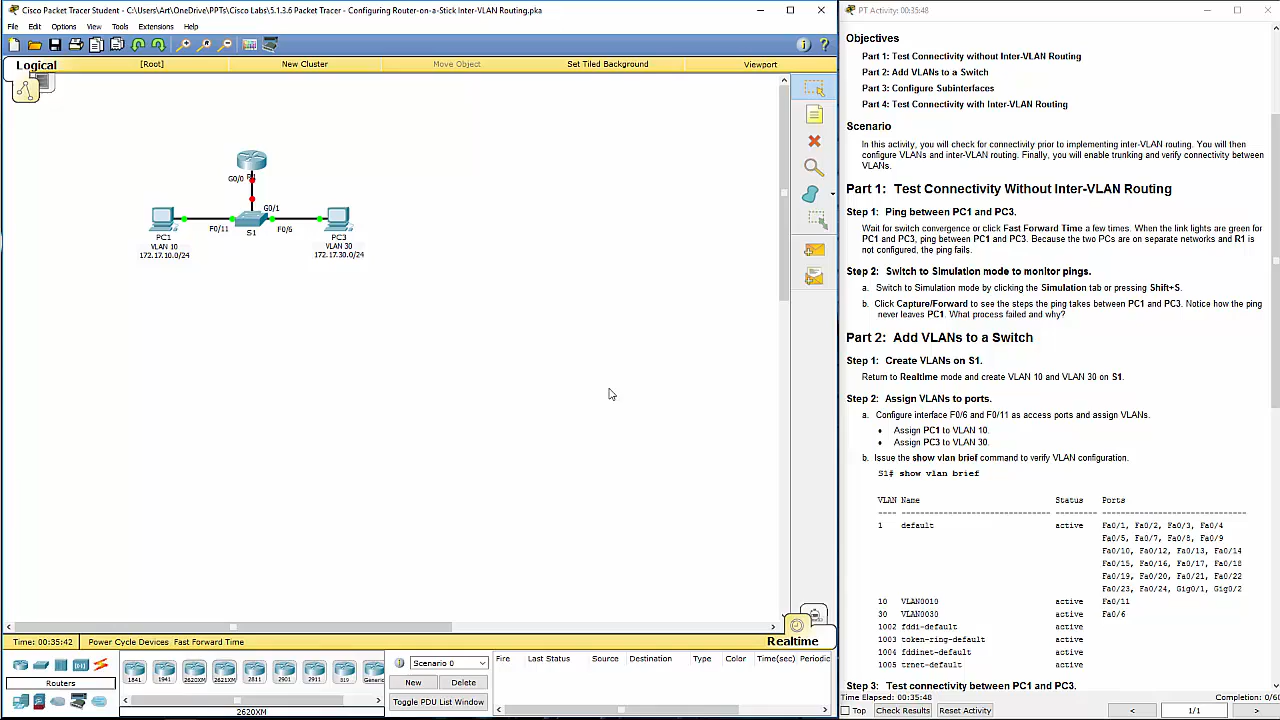 Cisco Packet Tracer Student - C:\Users\Art\OneDrive\PPTs\Cisco Labs\5.1.3.6 Packet Tracer - Configuring Router-on-a-Stick Inter-VLAN Routing.pka
File Edit Options View Tools Extensions Help
Logical [Root] New Cluster Move Object Set Tiled Background Viewport
G0/0
G0/1
F0/11 S1 F0/6
PC1
VLAN 10
172.17.10.0/24
PC3
VLAN 30
172.17.30.0/24
Time: 00:35:42 Power Cycle Devices Fast Forward Time Realtime
Routers
1841 1941 2620XM 2621XM 2811 2901 2911 819 Generic
2620XM
Scenario 0
New Delete
Toggle PDU List Window
Fire Last Status Source Destination Type Color Time(sec) Periodic
PT Activity: 00:35:48
Objectives
Part 1: Test Connectivity without Inter-VLAN Routing
Part 2: Add VLANs to a Switch
Part 3: Configure Subinterfaces
Part 4: Test Connectivity with Inter-VLAN Routing
Scenario
In this activity, you will check for connectivity prior to implementing inter-VLAN routing. You will then
configure VLANs and inter-VLAN routing. Finally, you will enable trunking and verify connectivity between
VLANs.
Part 1: Test Connectivity Without Inter-VLAN Routing
Step 1: Ping between PC1 and PC3.
Wait for switch convergence or click Fast Forward Time a few times. When the link lights are green for
PC1 and PC3, ping between PC1 and PC3. Because the two PCs are on separate networks and R1 is
not configured, the ping fails.
Step 2: Switch to Simulation mode to monitor pings.
a. Switch to Simulation mode by clicking the Simulation tab or pressing Shift+S.
b. Click Capture/Forward to see the steps the ping takes between PC1 and PC3. Notice how the ping
never leaves PC1. What process failed and why?
Part 2: Add VLANs to a Switch
Step 1: Create VLANs on S1.
Return to Realtime mode and create VLAN 10 and VLAN 30 on S1.
Step 2: Assign VLANs to ports.
a. Configure interface F0/6 and F0/11 as access ports and assign VLANs.
• Assign PC1 to VLAN 10.
• Assign PC3 to VLAN 30.
b. Issue the show vlan brief command to verify VLAN configuration.
S1# show vlan brief
VLAN Name Status Ports
---- -------------------------------- --------- -------------------------------
1 default active Fa0/1, Fa0/2, Fa0/3, Fa0/4
Fa0/5, Fa0/7, Fa0/8, Fa0/9
Fa0/10, Fa0/12, Fa0/13, Fa0/14
Fa0/15, Fa0/16, Fa0/17, Fa0/18
Fa0/19, Fa0/20, Fa0/21, Fa0/22
Fa0/23, Fa0/24, Gig0/1, Gig0/2
10 VLAN0010 active Fa0/11
30 VLAN0030 active Fa0/6
1002 fddi-default active
1003 token-ring-default active
1004 fddinet-default active
1005 trnet-default active
Step 3: Test connectivity between PC1 and PC3.
Time Elapsed: 00:35:48 Completion: 0/60
Top Check Results Reset Activity < 1/1 >